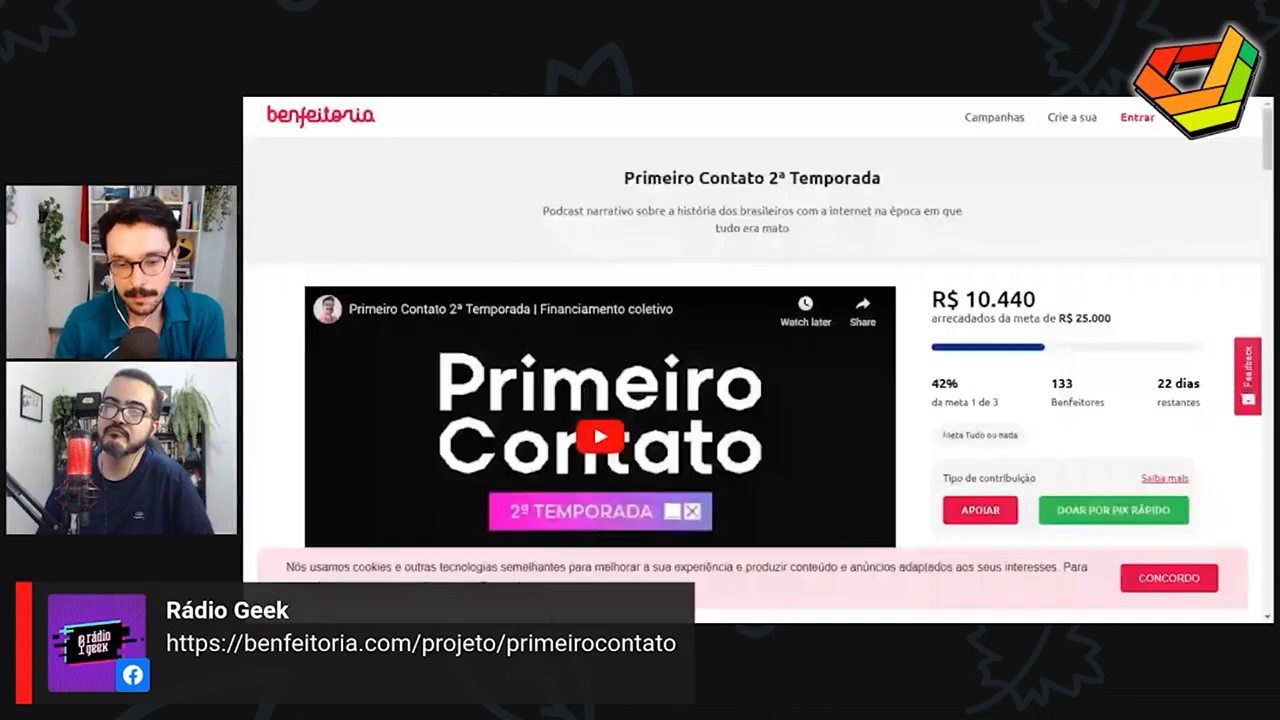 benfeitoria
Campanhas
Crie a sua
Entrar
Primeiro Contato 2ª Temporada
Podcast narrativo sobre a história dos brasileiros com a internet na época em que
tudo era mato
Primeiro Contato 2ª Temporada | Financiamento coletivo
Watch later
Share
Primeiro
Contato
2ª TEMPORADA
R$ 10.440
arrecadados da meta de R$ 25.000
42%
da meta 1 de 3
133
Benfeitores
22 dias
restantes
Meta Tudo ou nada
Tipo de contribuição
Saiba mais
APOIAR
DOAR POR PIX RÁPIDO
Feedback
Nós usamos cookies e outras tecnologias semelhantes para melhorar a sua experiência e produzir conteúdo e anúncios adaptados aos seus interesses. Para
CONCORDO
rádio
geek
Rádio Geek
https://benfeitoria.com/projeto/primeirocontato